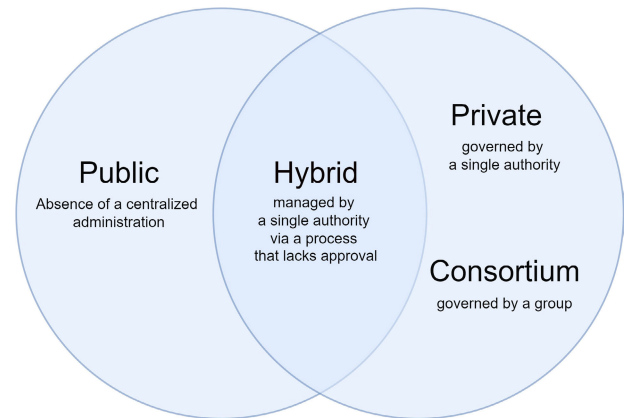 Public
Absence of a centralized
administration
Hybrid
managed by
a single authority
via a process
that lacks approval
Private
governed by
a single authority
Consortium
governed by a group